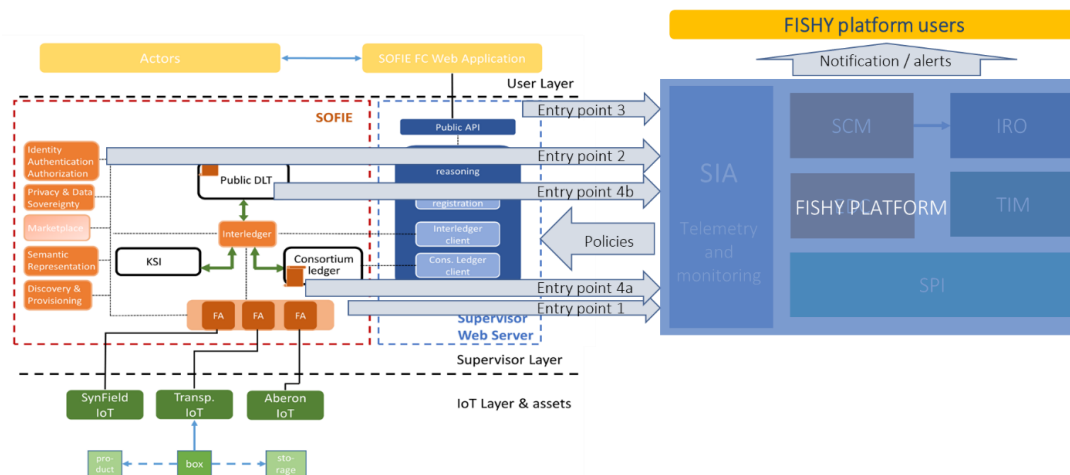 FISHY platform users
Notification / alerts
Actors
SOFIE FC Web Application
User Layer
SOFIE
Public API
Entry point 3
Identity
Authentication
Authorization
Entry point 2
reasoning
Public DLT
Entry point 4b
Privacy & Data
Sovereignty
registration
Marketplace
Interledger
Interledger
client
Policies
Semantic
Representation
KSI
Consortium
ledger
Cons. Ledger
client
Discovery &
Provisioning
Entry point 4a
Entry point 1
FA
FA
FA
Supervisor
Web Server
Supervisor Layer
SIA
Telemetry
and
monitoring
SCM
IRO
FISHY PLATFORM
TIM
SPI
SynField
IoT
Transp.
IoT
Aberon
IoT
IoT Layer & assets
pro-
duct
box
sto-
rage